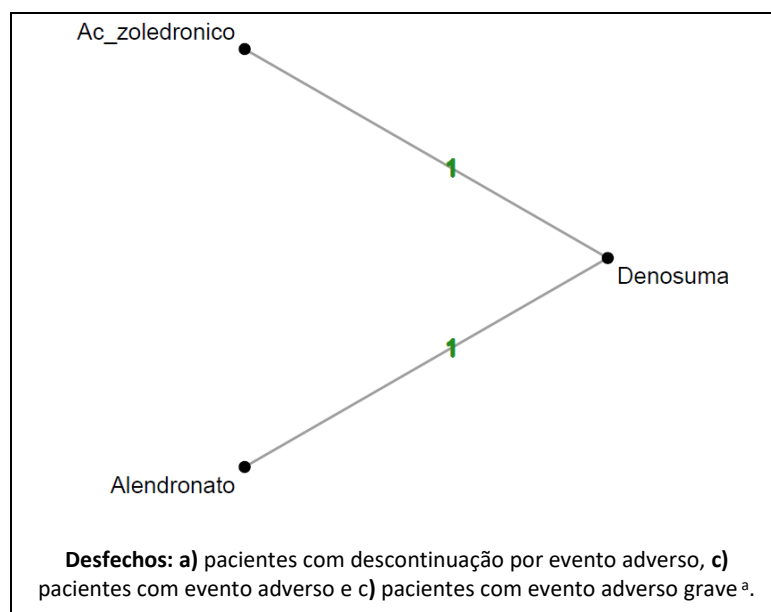 Ac_zoledronico
1
Denosuma
1
Alendronato
Desfechos: a) pacientes com descontinuação por evento adverso, c)
pacientes com evento adverso e c) pacientes com evento adverso grave ª.